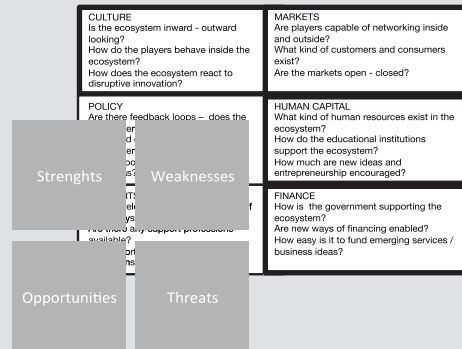 CULTURE
Is the ecosystem inward - outward
looking?
How do the players behave inside the
ecosystem?
How does the ecosystem react to
disruptive innovation?
MARKETS
Are players capable of networking inside
and outside?
What kind of customers and consumers
exist?
Are the markets open - closed?
POLICY
Are there feedback loops – does the
HUMAN CAPITAL
What kind of human resources exist in the
ecosystem?
How do the educational institutions
support the ecosystem?
How much are new ideas and
entrepreneurship encouraged?
Are there any support professions
available?
FINANCE
How is the government supporting the
ecosystem?
Are new ways of financing enabled?
How easy is it to fund emerging services /
business ideas?
Strenghts
Weaknesses
Opportunities
Threats